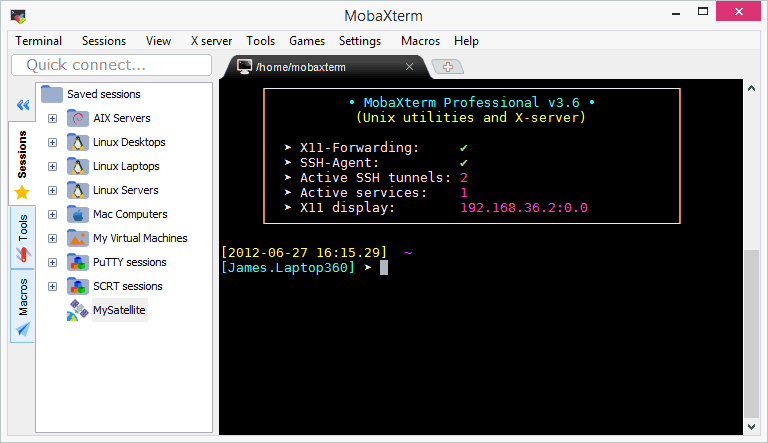 MobaXterm
Terminal Sessions View X server Tools Games Settings Macros Help
Quick connect...
/home/mobaxterm
Saved sessions
AIX Servers
Linux Desktops
Linux Laptops
Linux Servers
Mac Computers
My Virtual Machines
PuTTY sessions
SCRT sessions
MySatellite
Sessions
Tools
Macros
• MobaXterm Professional v3.6 •
(Unix utilities and X-server)
➤ X11-Forwarding: ✔
➤ SSH-Agent: ✔
➤ Active SSH tunnels: 2
➤ Active services: 1
➤ X11 display: 192.168.36.2:0.0
[2012-06-27 16:15.29] ~
[James.Laptop360] ➤